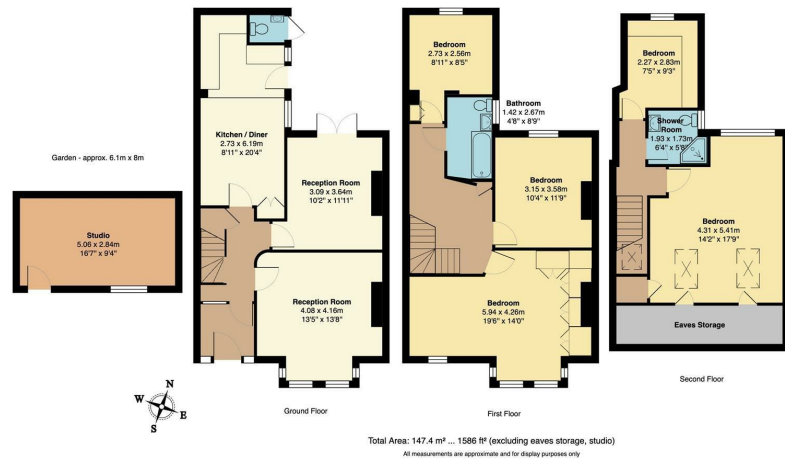 Garden - approx. 6.1m x 8m
Studio
5.06 x 2.84m
16'7" x 9'4"
Kitchen / Diner
2.73 x 6.19m
8'11" x 20'4"
Reception Room
3.09 x 3.64m
10'2" x 11'11"
Reception Room
4.08 x 4.16m
13'5" x 13'8"
Ground Floor
Bedroom
2.73 x 2.56m
8'11" x 8'5"
Bathroom
1.42 x 2.67m
4'8" x 8'9"
Bedroom
3.15 x 3.58m
10'4" x 11'9"
Bedroom
5.94 x 4.26m
19'6" x 14'0"
First Floor
Bedroom
2.27 x 2.83m
7'5" x 9'3"
Shower
Room
1.93 x 1.73m
6'4" x 5'8"
Bedroom
4.31 x 5.41m
14'2" x 17'9"
Eaves Storage
Second Floor
N
W
E
S
Total Area: 147.4 m² ... 1586 ft² (excluding eaves storage, studio)
All measurements are approximate and for display purposes only